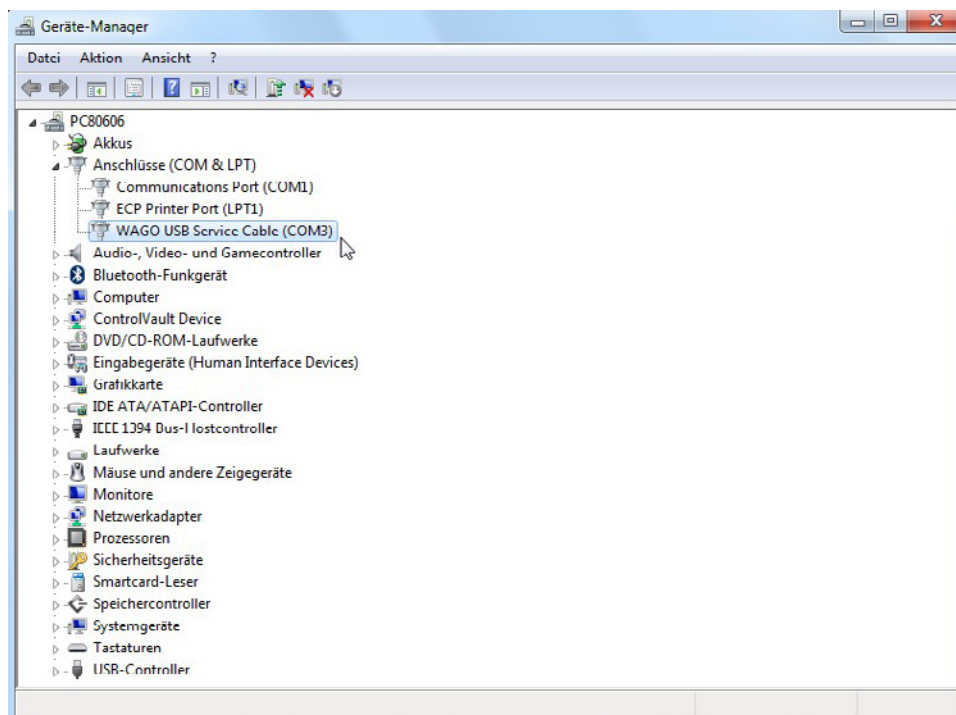 Geräte-Manager
Datei Aktion Ansicht ?
PC80606
Akkus
Anschlüsse (COM & LPT)
Communications Port (COM1)
ECP Printer Port (LPT1)
WAGO USB Service Cable (COM3)
Audio-, Video- und Gamecontroller
Bluetooth-Funkgerät
Computer
ControlVault Device
DVD/CD-ROM-Laufwerke
Eingabegeräte (Human Interface Devices)
Grafikkarte
IDE ATA/ATAPI-Controller
IEEE 1394 Bus-Hostcontroller
Laufwerke
Mäuse und andere Zeigegeräte
Monitore
Netzwerkadapter
Prozessoren
Sicherheitsgeräte
Smartcard-Leser
Speichercontroller
Systemgeräte
Tastaturen
USB-Controller